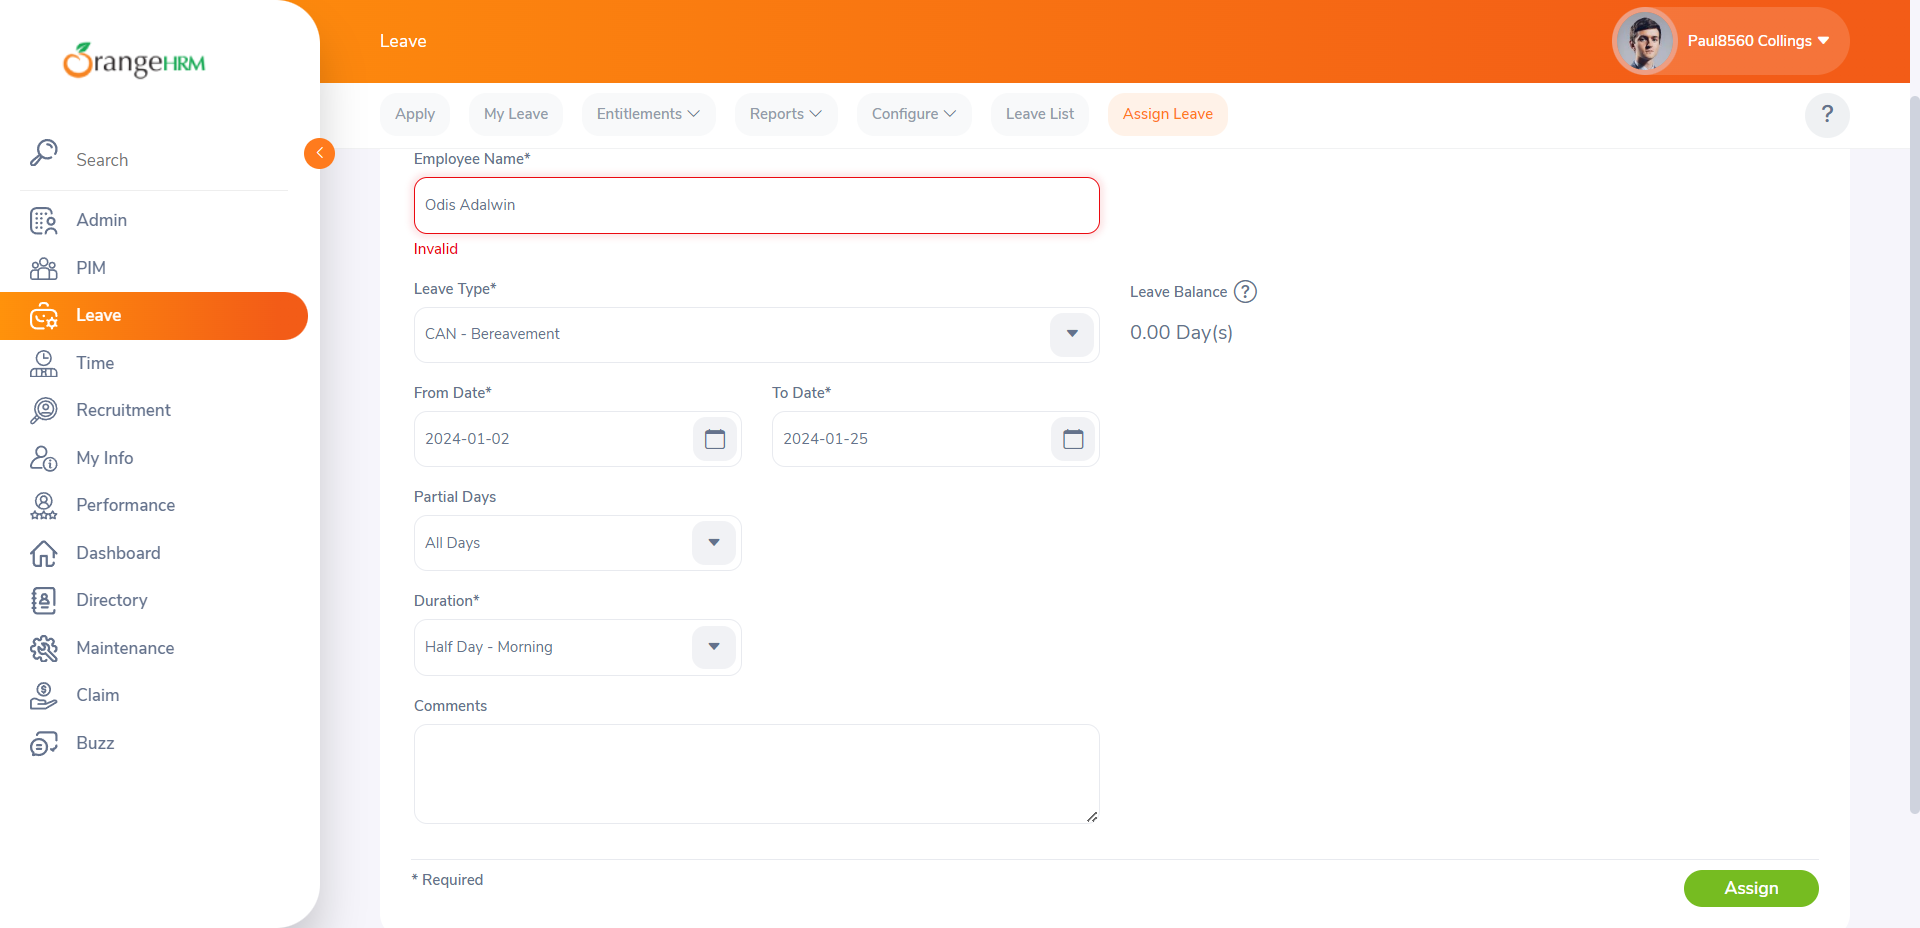 OrangeHRM
Leave
Paul8560 Collings
Apply
My Leave
Entitlements
Reports
Configure
Leave List
Assign Leave
?
Search
Admin
PIM
Leave
Time
Recruitment
My Info
Performance
Dashboard
Directory
Maintenance
Claim
Buzz
Employee Name*
Odis Adalwin
Invalid
Leave Type*
CAN - Bereavement
Leave Balance ?
0.00 Day(s)
From Date*
2024-01-02
To Date*
2024-01-25
Partial Days
All Days
Duration*
Half Day - Morning
Comments
* Required
Assign